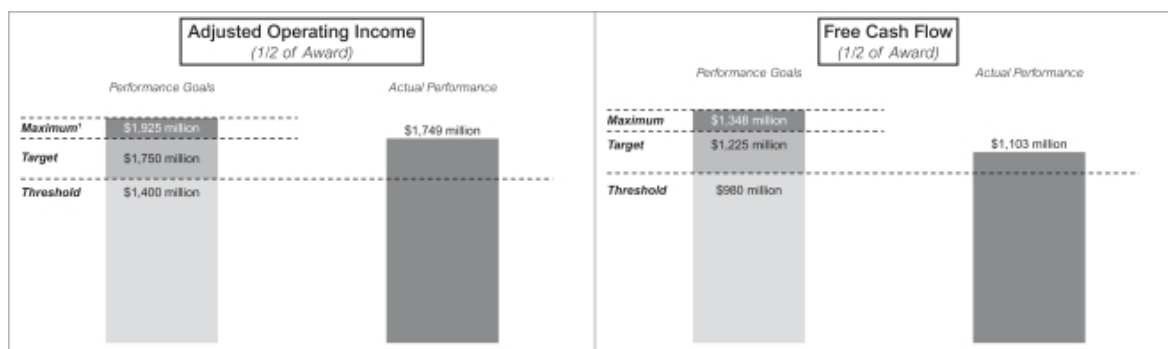 Adjusted Operating Income
(1/2 of Award)
Performance Goals
Actual Performance
Maximum¹
$1,925 million
$1,749 million
Target
$1,750 million
Threshold
$1,400 million
Free Cash Flow
(1/2 of Award)
Performance Goals
Actual Performance
Maximum
$1,348 million
Target
$1,225 million
$1,103 million
Threshold
$980 million